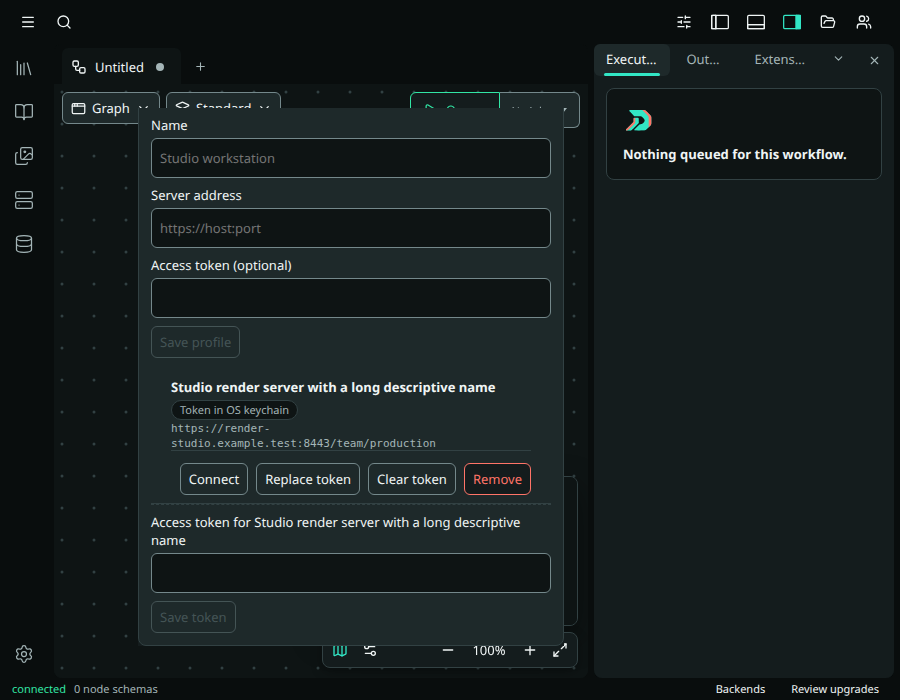 Untitled
Execut...
Out...
Extens...
Graph
Standard
Name
Studio workstation
Server address
https://host:port
Access token (optional)
Save profile
Studio render server with a long descriptive name
Token in OS keychain
https://render-
studio.example.test:8443/team/production
Connect
Replace token
Clear token
Remove
Access token for Studio render server with a long descriptive
name
Save token
100%
Nothing queued for this workflow.
connected
0 node schemas
Backends
Review upgrades